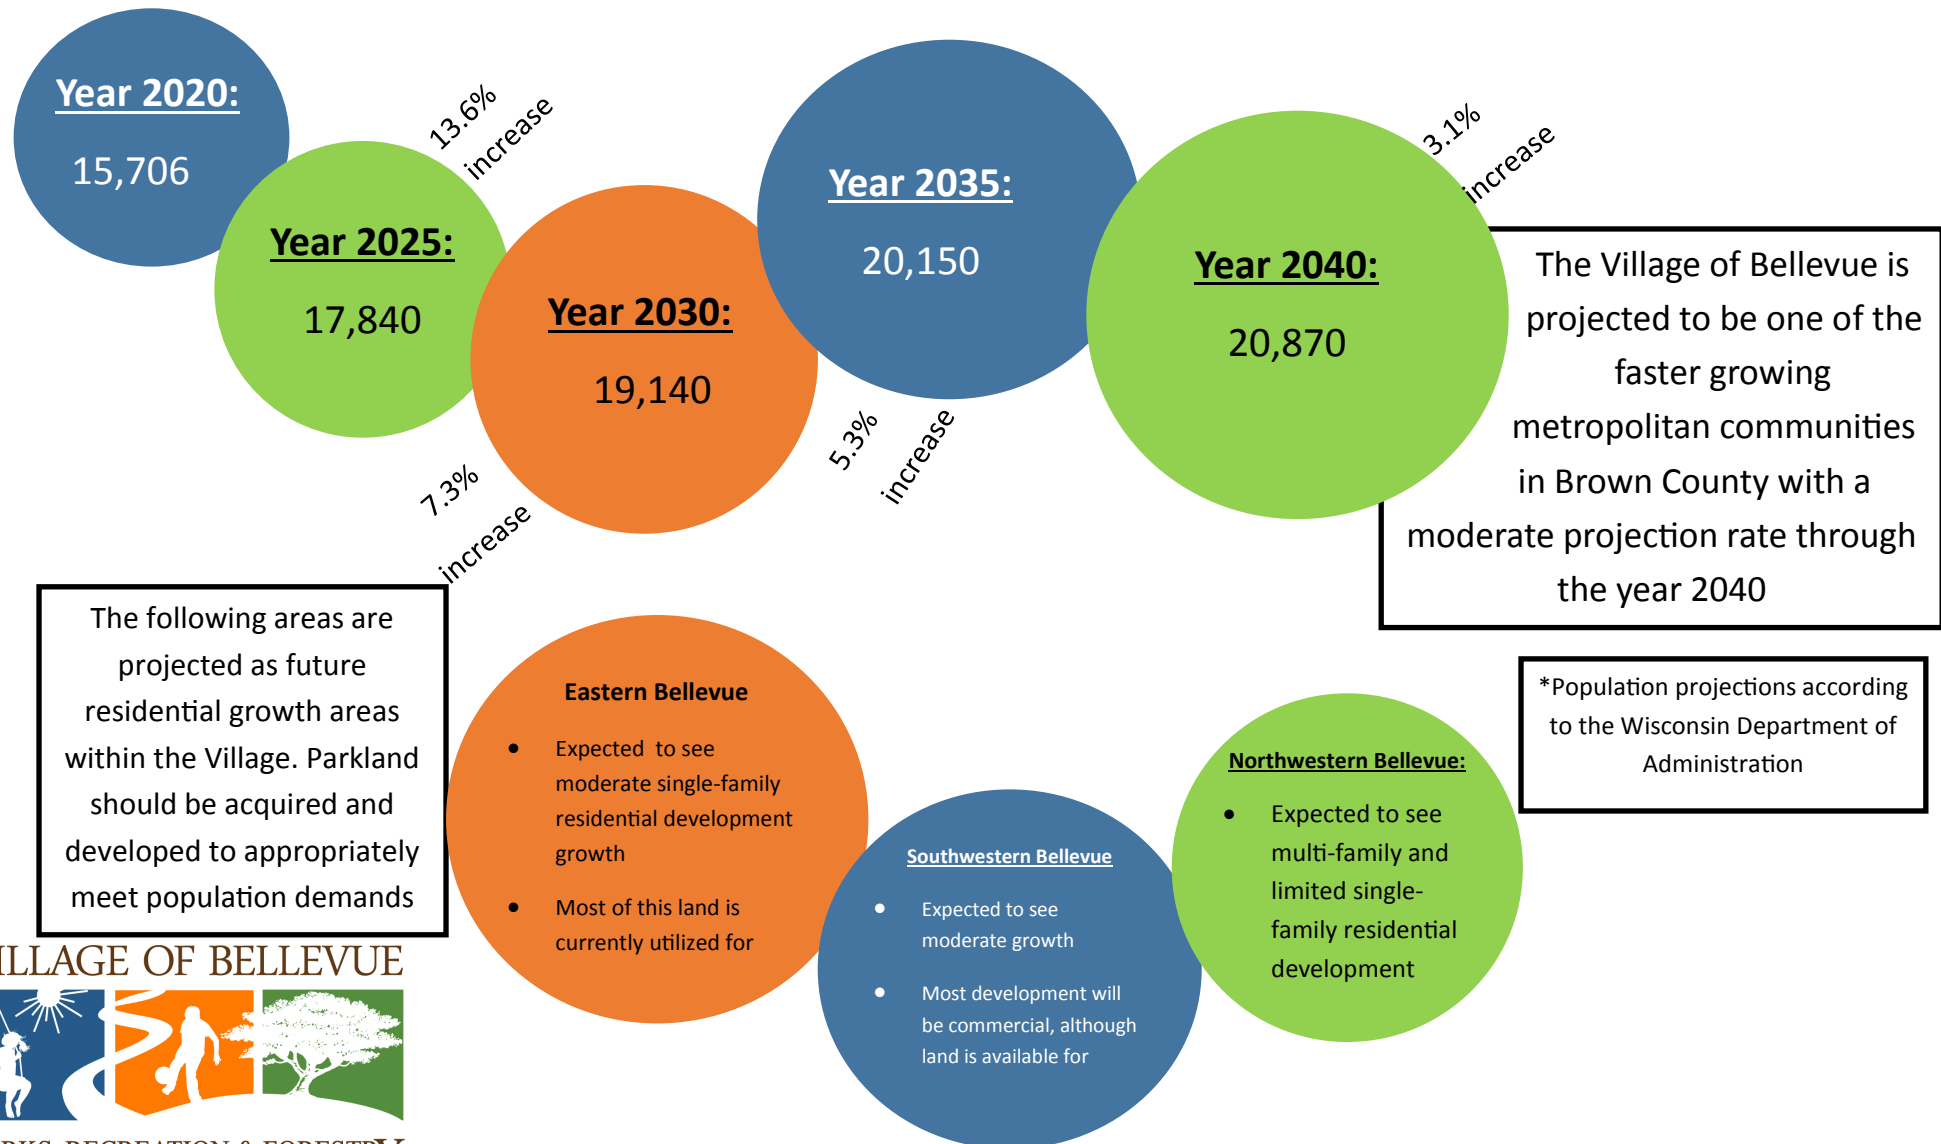 Year 2020:
15,706
13.6%
increase
Year 2025:
17,840
7.3%
increase
Year 2030:
19,140
5.3%
increase
Year 2035:
20,150
3.1%
increase
Year 2040:
20,870
The Village of Bellevue is
projected to be one of the
faster growing
metropolitan communities
in Brown County with a
moderate projection rate through
the year 2040
*Population projections according
to the Wisconsin Department of
Administration
The following areas are
projected as future
residential growth areas
within the Village. Parkland
should be acquired and
developed to appropriately
meet population demands
Eastern Bellevue
• Expected to see
moderate single-family
residential development
growth
• Most of this land is
currently utilized for
Southwestern Bellevue
• Expected to see
moderate growth
• Most development will
be commercial, although
land is available for
Northwestern Bellevue:
• Expected to see
multi-family and
limited single-
family residential
development
ILLAGE OF BELLEVUE
RKS, RECREATION & FORESTRY